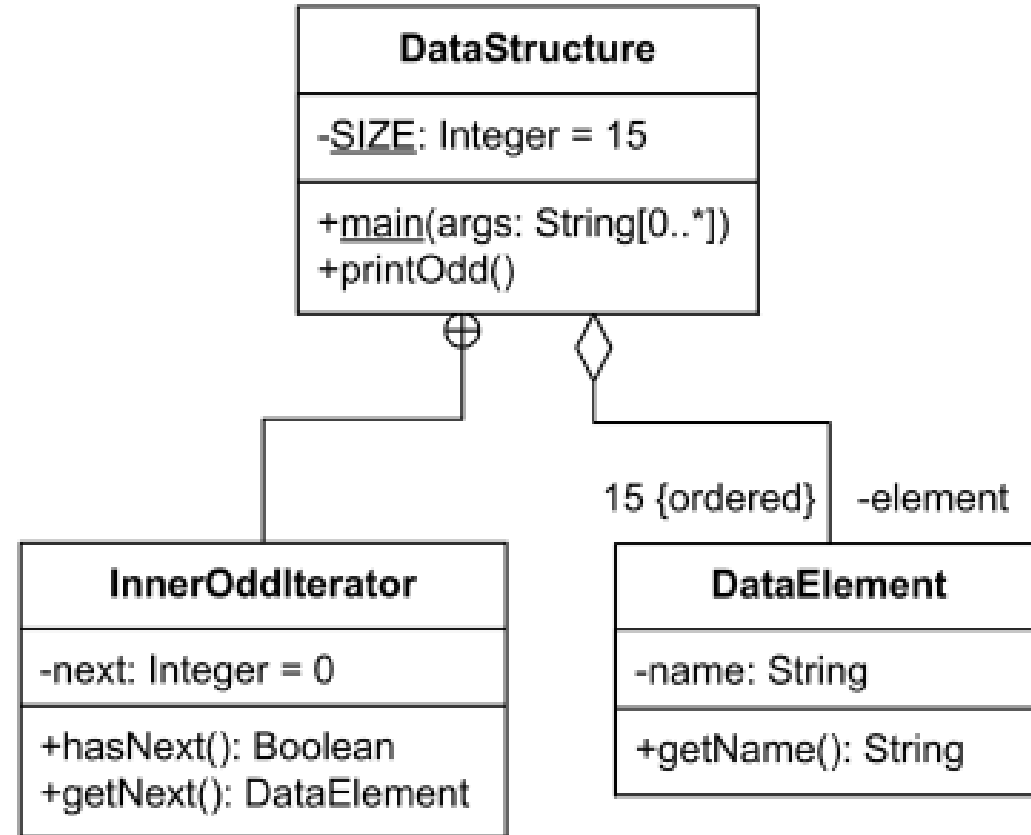 DataStructure
-SIZE: Integer = 15
+main(args: String[0..*])
+printOdd()
15 {ordered} -element
InnerOddIterator
-next: Integer = 0
+hasNext(): Boolean
+getNext(): DataElement
DataElement
-name: String
+getName(): String